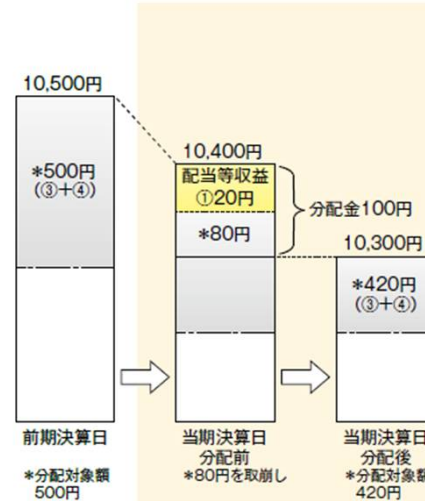 10,500円
*500円
(③+④)
10,400円
配当等収益
①20円
*80円
分配金100円
10,300円
*420円
(③+④)
前期決算日
*分配対象額
500円
当期決算日
分配前
*80円を取崩し
当期決算日
分配後
*分配対象額
420円